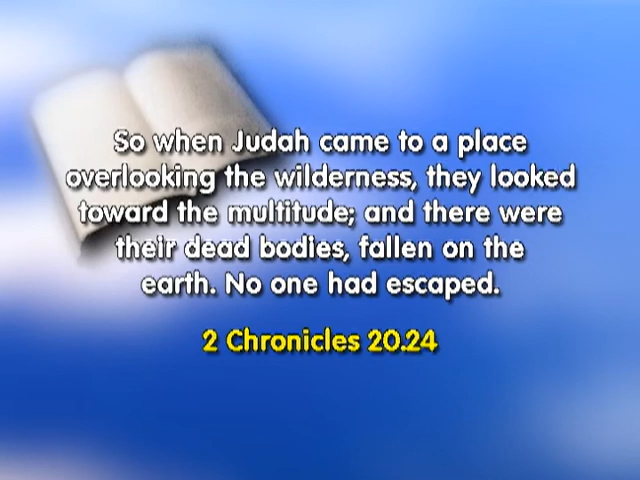 So when Judah came to a place
overlooking the wilderness, they looked
toward the multitude; and there were
their dead bodies, fallen on the
earth. No one had escaped.
2 Chronicles 20.24